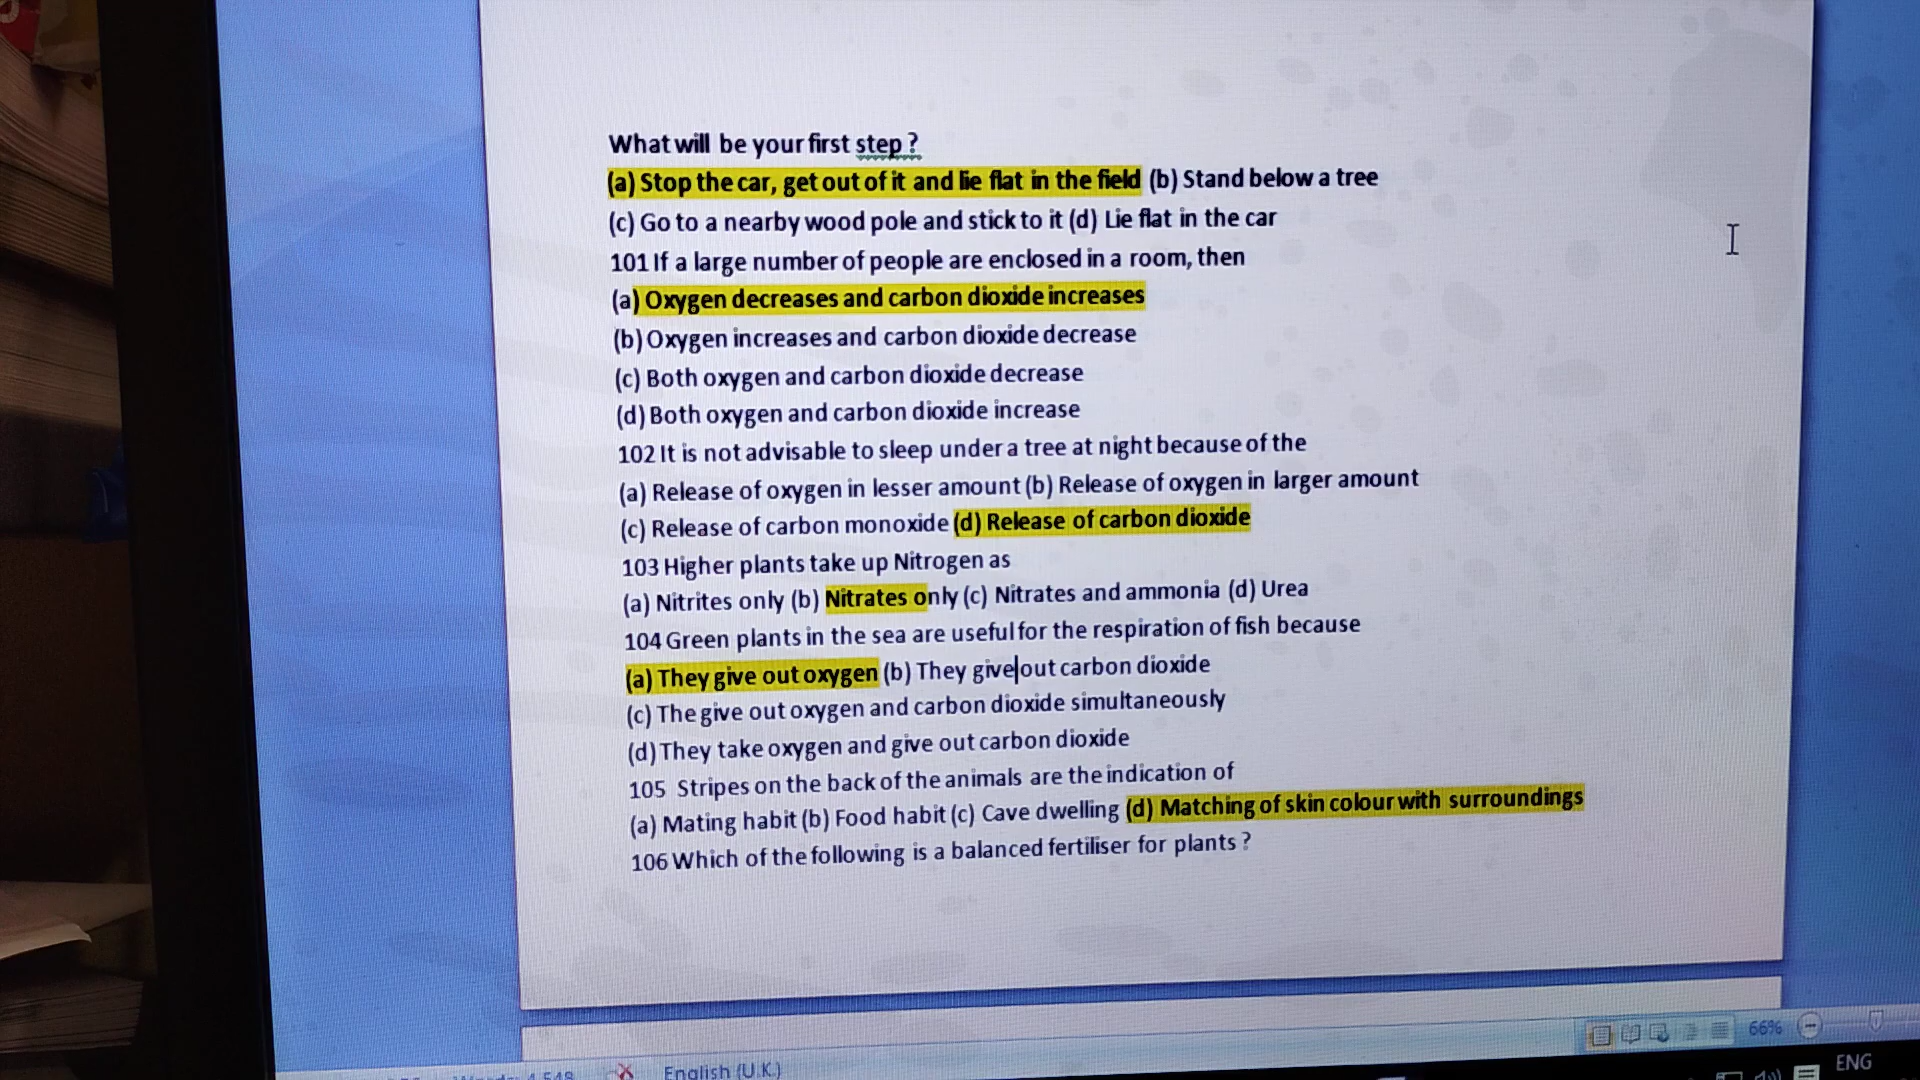 What will be your first step ?
(a) Stop the car, get out of it and lie flat in the field (b) Stand below a tree
(c) Go to a nearby wood pole and stick to it (d) Lie flat in the car
101 If a large number of people are enclosed in a room, then
(a) Oxygen decreases and carbon dioxide increases
(b) Oxygen increases and carbon dioxide decrease
(c) Both oxygen and carbon dioxide decrease
(d) Both oxygen and carbon dioxide increase
102 It is not advisable to sleep under a tree at night because of the
(a) Release of oxygen in lesser amount (b) Release of oxygen in larger amount
(c) Release of carbon monoxide (d) Release of carbon dioxide
103 Higher plants take up Nitrogen as
(a) Nitrites only (b) Nitrates only (c) Nitrates and ammonia (d) Urea
104 Green plants in the sea are useful for the respiration of fish because
(a) They give out oxygen (b) They give out carbon dioxide
(c) The give out oxygen and carbon dioxide simultaneously
(d) They take oxygen and give out carbon dioxide
105 Stripes on the back of the animals are the indication of
(a) Mating habit (b) Food habit (c) Cave dwelling (d) Matching of skin colour with surroundings
106 Which of the following is a balanced fertiliser for plants ?
66%
English (U.K.)
ENG